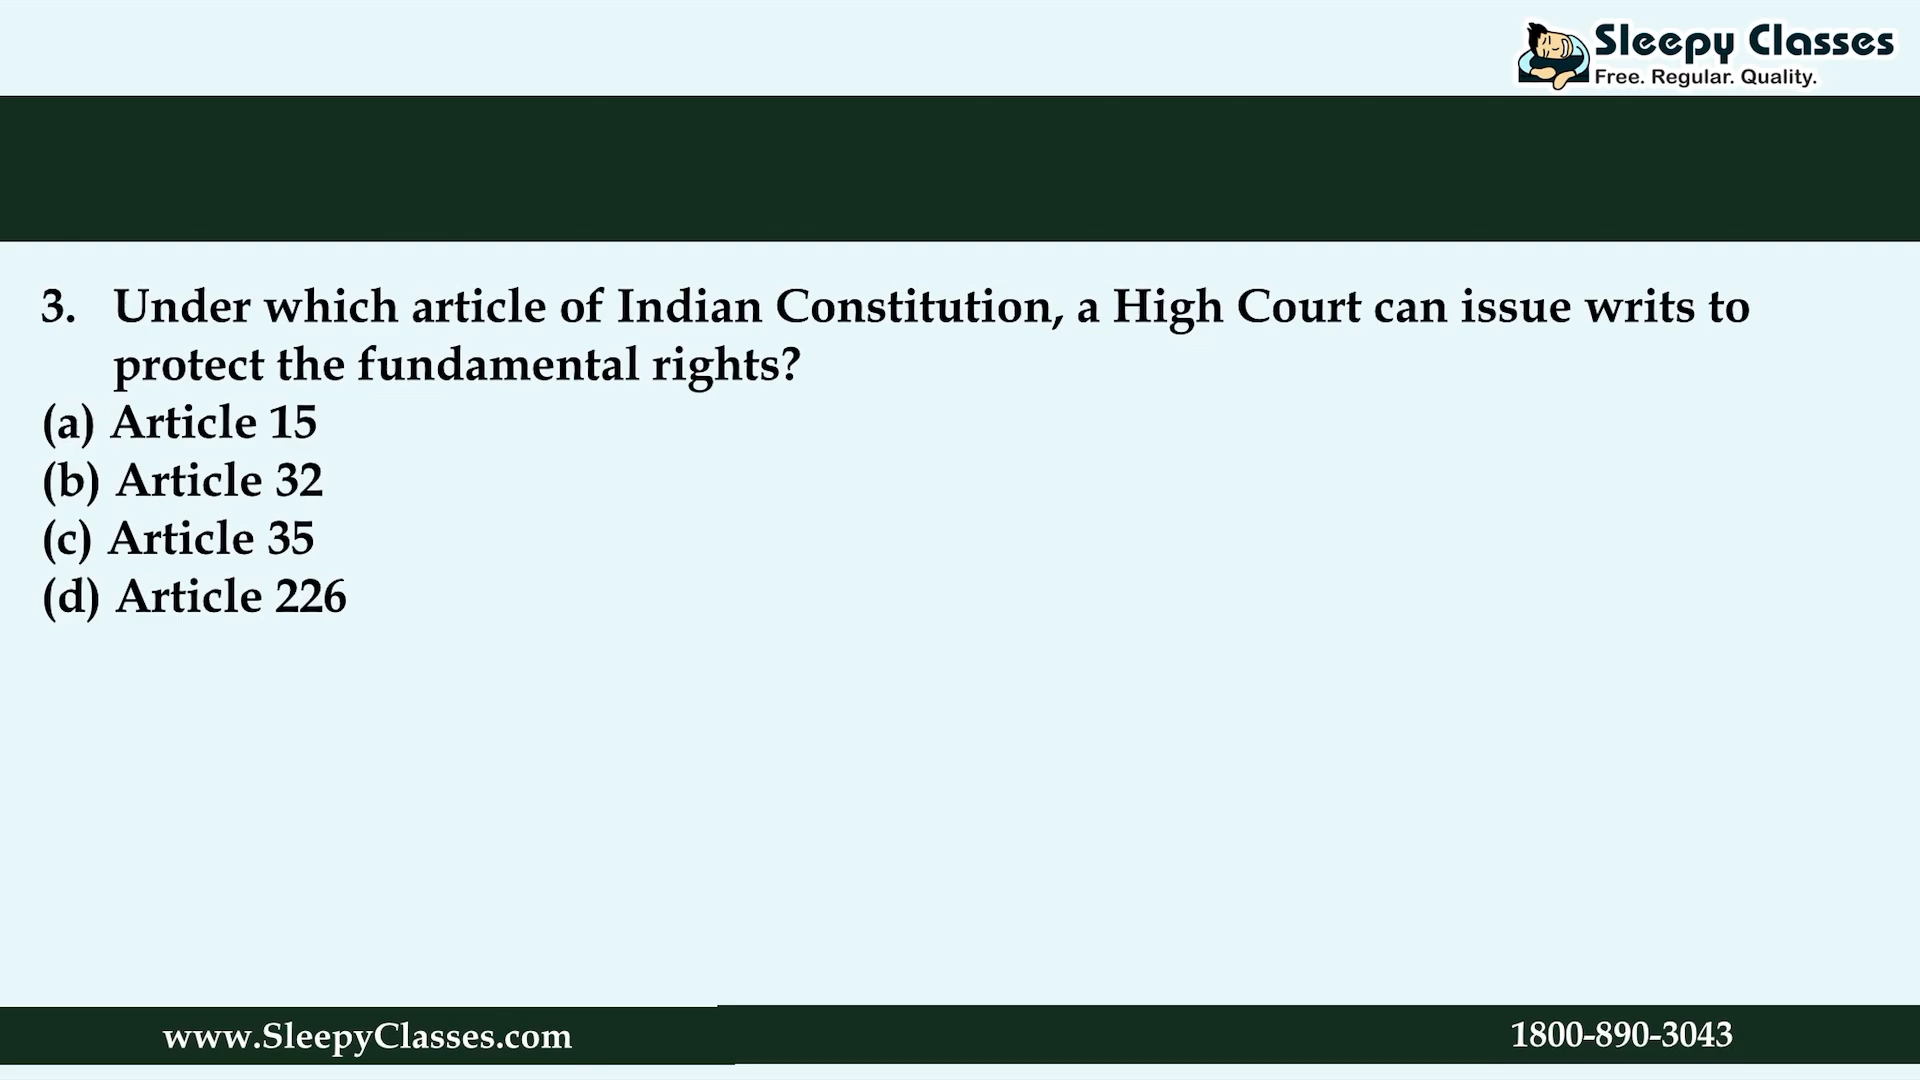 Sleepy Classes
Free. Regular. Quality.
3. Under which article of Indian Constitution, a High Court can issue writs to
protect the fundamental rights?
(a) Article 15
(b) Article 32
(c) Article 35
(d) Article 226
www.SleepyClasses.com
1800-890-3043